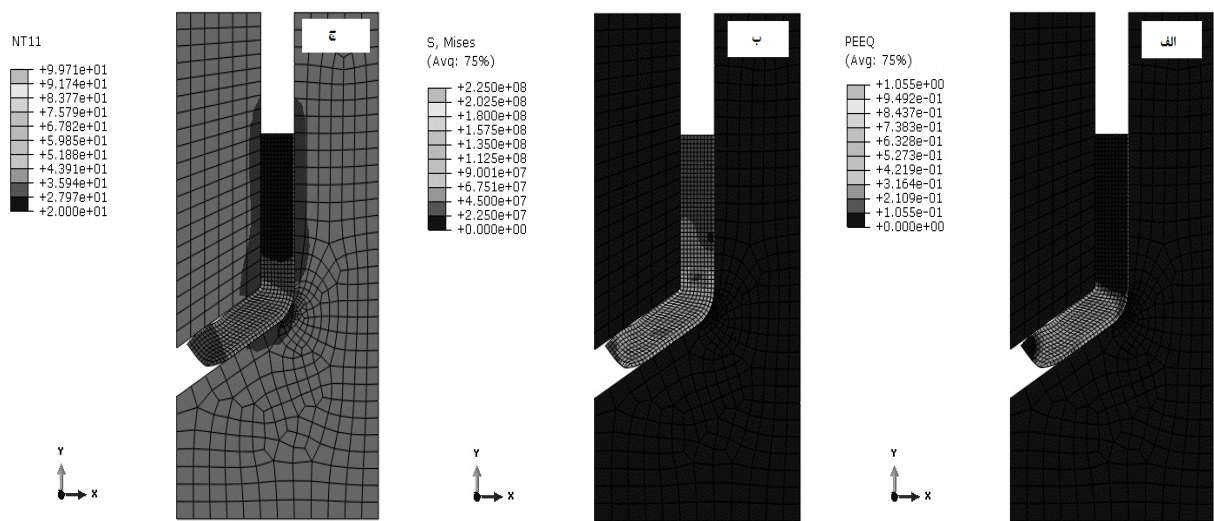 NT11
+9.971e+01
+9.174e+01
+8.377e+01
+7.579e+01
+6.782e+01
+5.985e+01
+5.188e+01
+4.391e+01
+3.594e+01
+2.797e+01
+2.000e+01
ج
Y
X
S, Mises
(Avg: 75%)
+2.250e+08
+2.025e+08
+1.800e+08
+1.575e+08
+1.350e+08
+1.125e+08
+9.001e+07
+6.751e+07
+4.500e+07
+2.250e+07
+0.000e+00
ب
Y
X
PEEQ
(Avg: 75%)
+1.055e+00
+9.492e-01
+8.437e-01
+7.383e-01
+6.328e-01
+5.273e-01
+4.219e-01
+3.164e-01
+2.109e-01
+1.055e-01
+0.000e+00
الف
Y
X